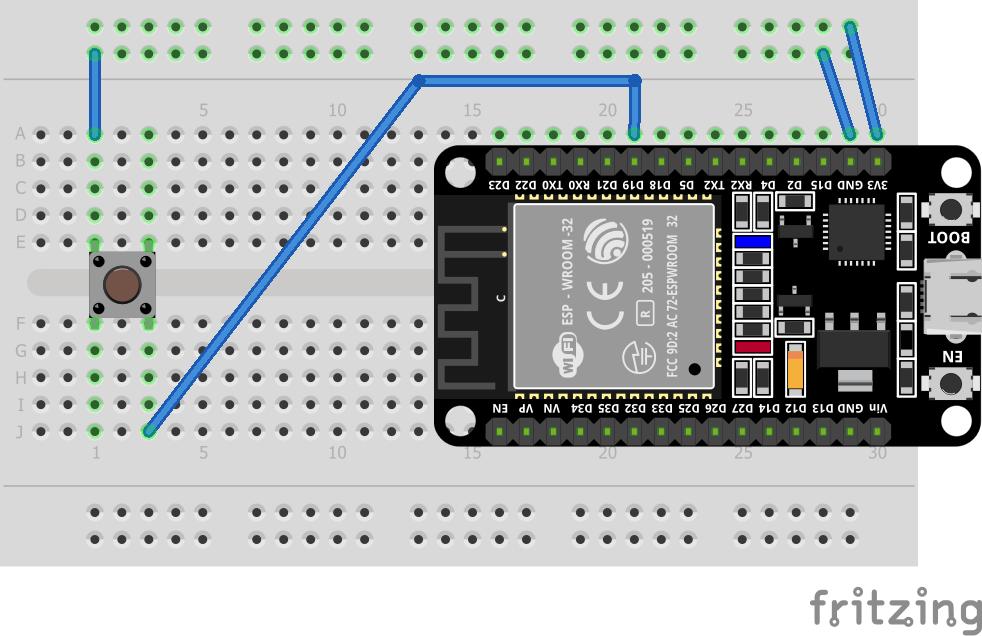 5 10 15 20 25 30
A
B
C
D
E
F
G
H
I
J
1 5 10 15 20 25 30
D23 D22 TX0 RX0 D21 D19 D18 D5 TX2 RX2 D4 D2 D15 GND 3V3
BOOT
ESP - WROOM -32
CE
R
205 - 000519
FCC 9D:2 AC 72-ESPWROOM 32
Wi Fi
C
EN
EN VP VN D34 D35 D32 D33 D25 D26 D27 D14 D12 D13 GND Vin
fritzing